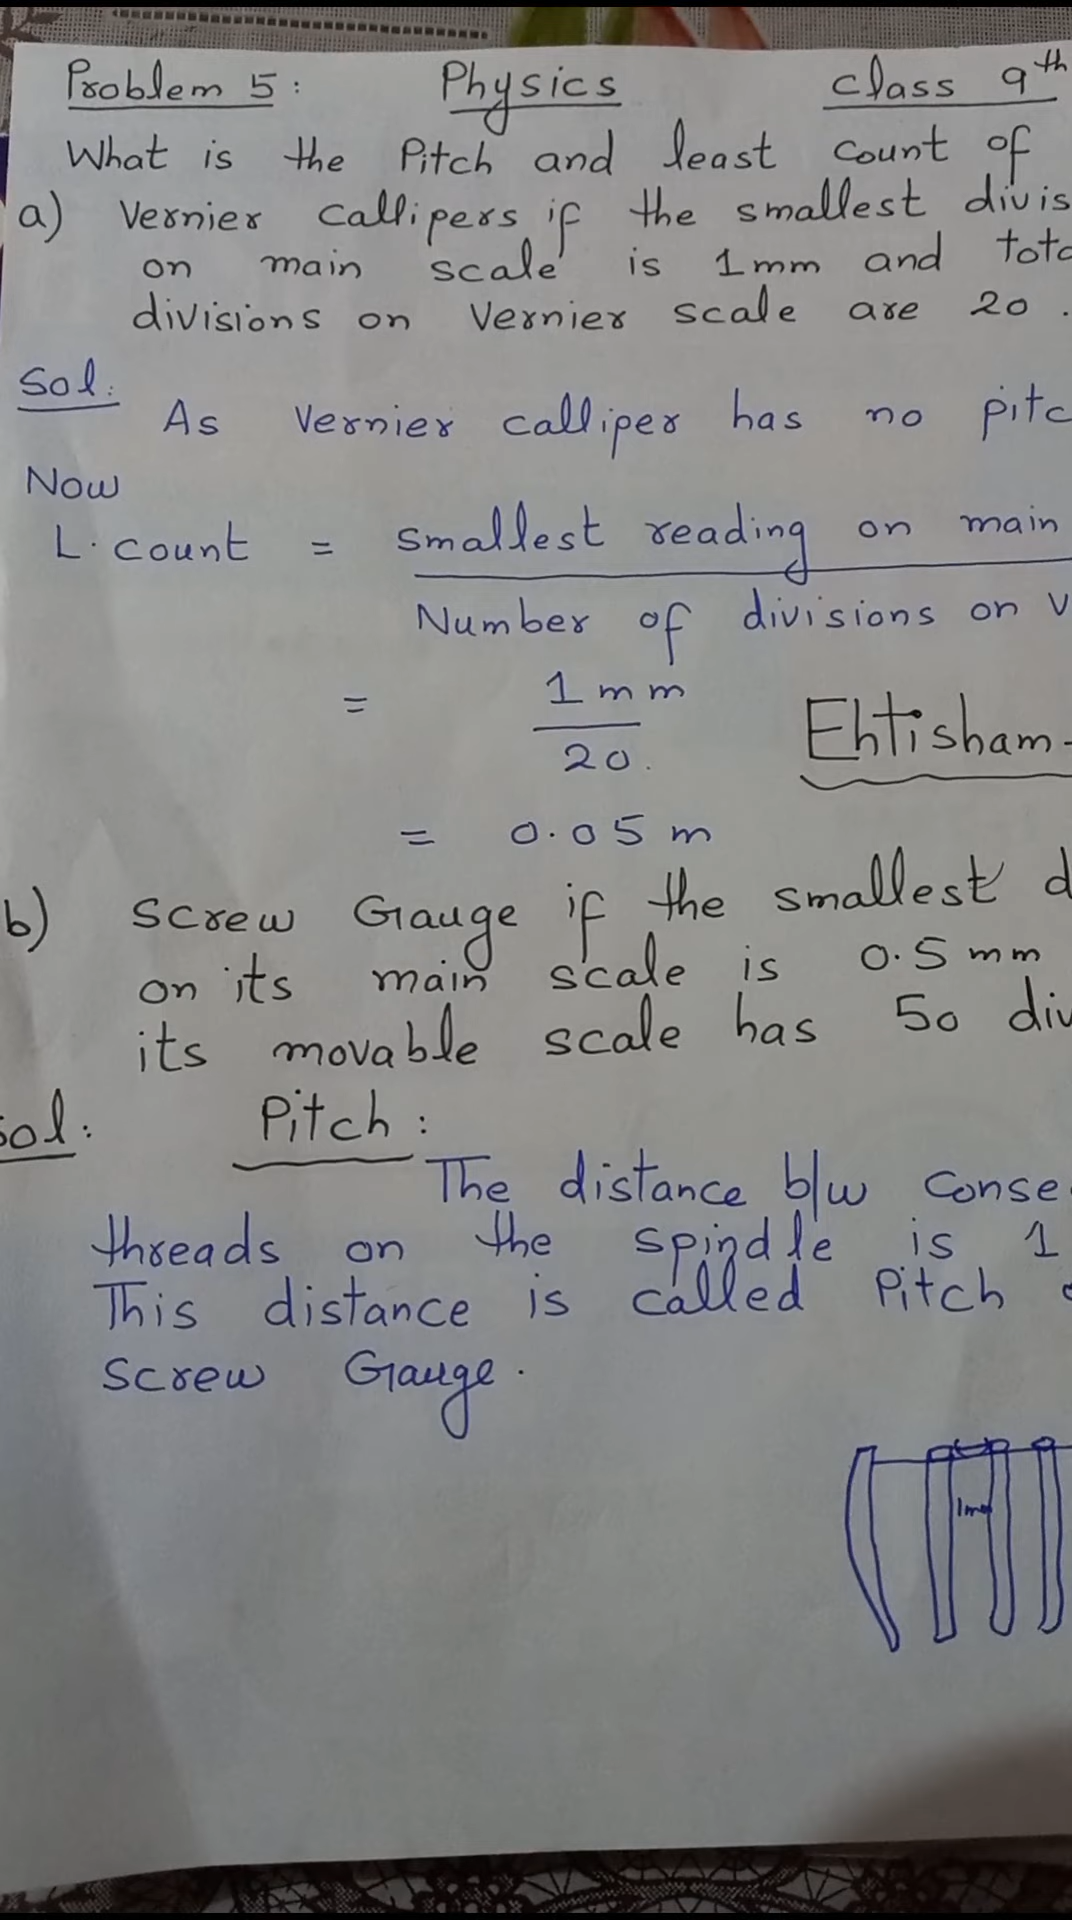 Problem 5: Physics class 9th
What is the Pitch and least count of
a) Vernier Callipers, if the smallest divis
on main scale is 1mm and tota
divisions on Vernier scale are 20.
Sol:
As Vernier calliper has no pitc
Now
L. count = smallest reading on main
Number of divisions on V
= 1mm
20.
Ehtisham-
= 0.05 m
b) Screw Gauge if the smallest d
on its main scale is 0.5 mm
its movable scale has 50 div
Sol: Pitch:
The distance b/w Conse
threads on the spindle is 1
This distance is called Pitch
Screw Gauge.
1mm